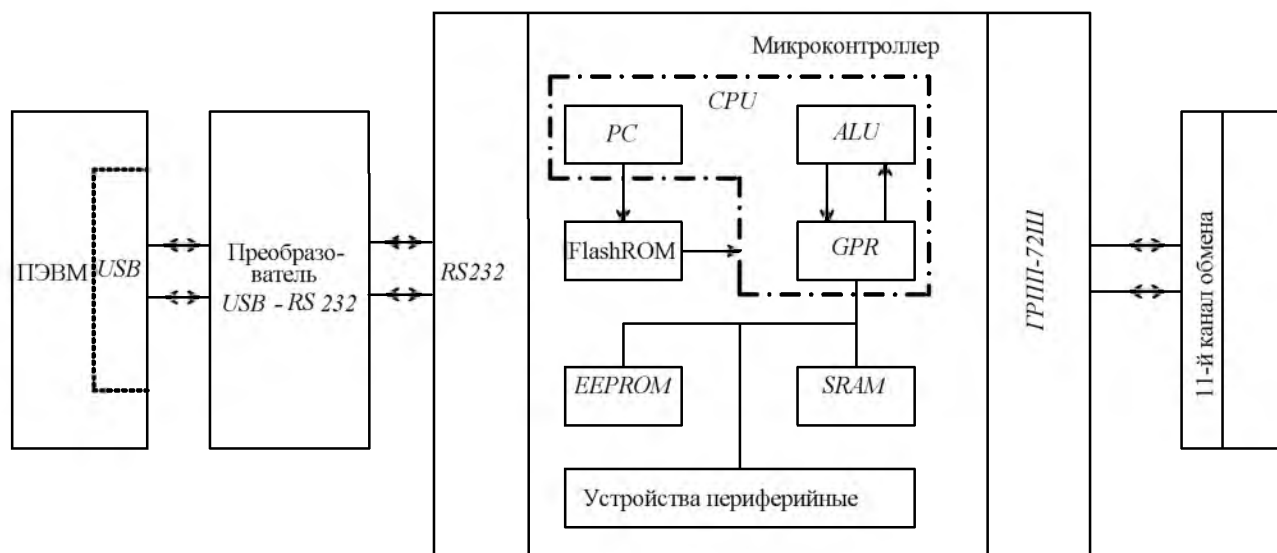 Микроконтроллер
CPU
PC
ALU
ПЭВМ
USB
Преобразо-
ватель
USB - RS 232
RS232
FlashROM
GPR
EEPROM
SRAM
Устройства периферийные
ГРПП-72Ш
11-й канал обмена